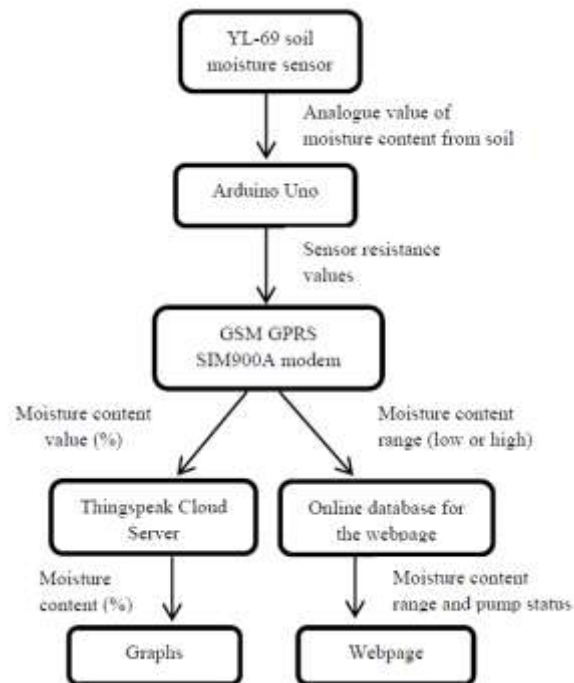 YL-69 soil
moisture sensor
Analogue value of
moisture content from soil
Arduino Uno
Sensor resistance
values
GSM GPRS
SIM900A modem
Moisture content
value (%)
Moisture content
range (low or high)
Thingspeak Cloud
Server
Online database for
the webpage
Moisture
content (%)
Moisture content
range and pump status
Graphs
Webpage